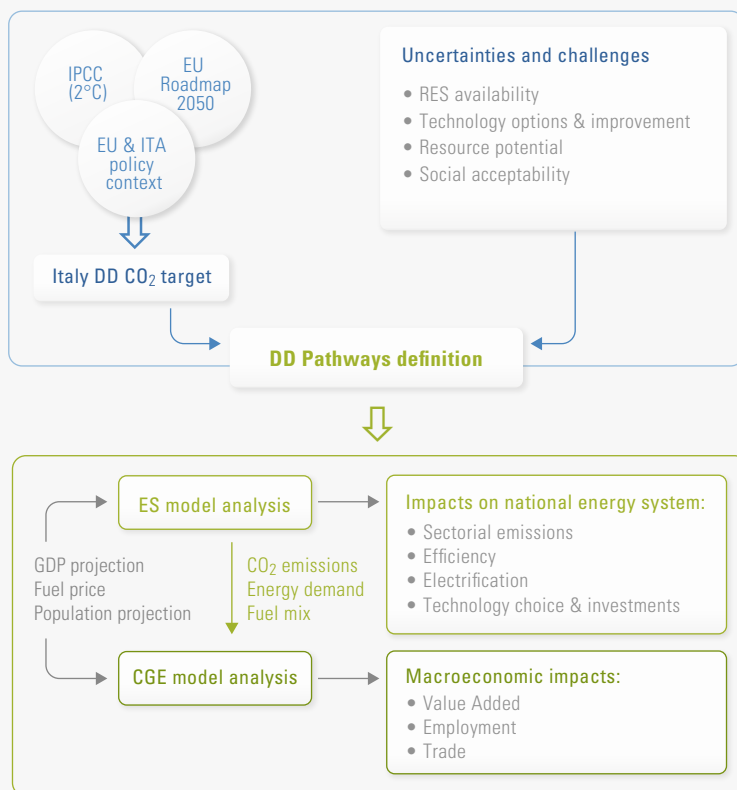 IPCC
(2°C)
EU
Roadmap
2050
EU & ITA
policy
context
Italy DD CO₂ target
Uncertainties and challenges
• RES availability
• Technology options & improvement
• Resource potential
• Social acceptability
DD Pathways definition
ES model analysis
GDP projection
Fuel price
Population projection
CO₂ emissions
Energy demand
Fuel mix
CGE model analysis
Impacts on national energy system:
• Sectorial emissions
• Efficiency
• Electrification
• Technology choice & investments
Macroeconomic impacts:
• Value Added
• Employment
• Trade